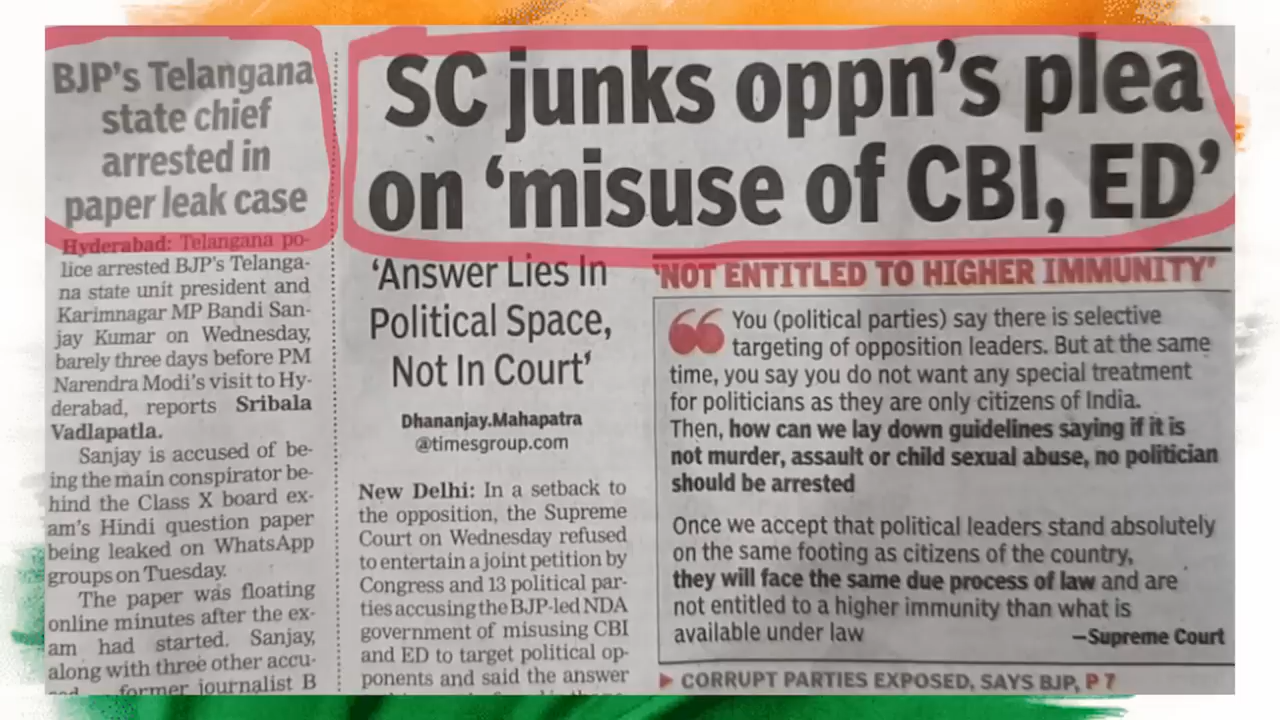 BJP's Telangana
state chief
arrested in
paper leak case
Hyderabad: Telangana po-
lice arrested BJP's Telanga-
na state unit president and
Karimnagar MP Bandi San-
jay Kumar on Wednesday,
barely three days before PM
Narendra Modi's visit to Hy-
derabad, reports Sribala
Vadlapatla.
Sanjay is accused of be-
ing the main conspirator be-
hind the Class X board ex-
am's Hindi question paper
being leaked on WhatsApp
groups on Tuesday.
The paper was floating
online minutes after the ex-
am had started. Sanjay,
along with three other accu-
former journalist B
SC junks oppn's plea
on 'misuse of CBI, ED'
'Answer Lies In
Political Space,
Not In Court'
Dhananjay.Mahapatra
@timesgroup.com
New Delhi: In a setback to
the opposition, the Supreme
Court on Wednesday refused
to entertain a joint petition by
Congress and 13 political par-
ties accusing the BJP-led NDA
government of misusing CBI
and ED to target political op-
ponents and said the answer
'NOT ENTITLED TO HIGHER IMMUNITY'
You (political parties) say there is selective
targeting of opposition leaders. But at the same
time, you say you do not want any special treatment
for politicians as they are only citizens of India.
Then, how can we lay down guidelines saying if it is
not murder, assault or child sexual abuse, no politician
should be arrested
Once we accept that political leaders stand absolutely
on the same footing as citizens of the country,
they will face the same due process of law and are
not entitled to a higher immunity than what is
available under law
—Supreme Court
▶ CORRUPT PARTIES EXPOSED, SAYS BJP, P 7